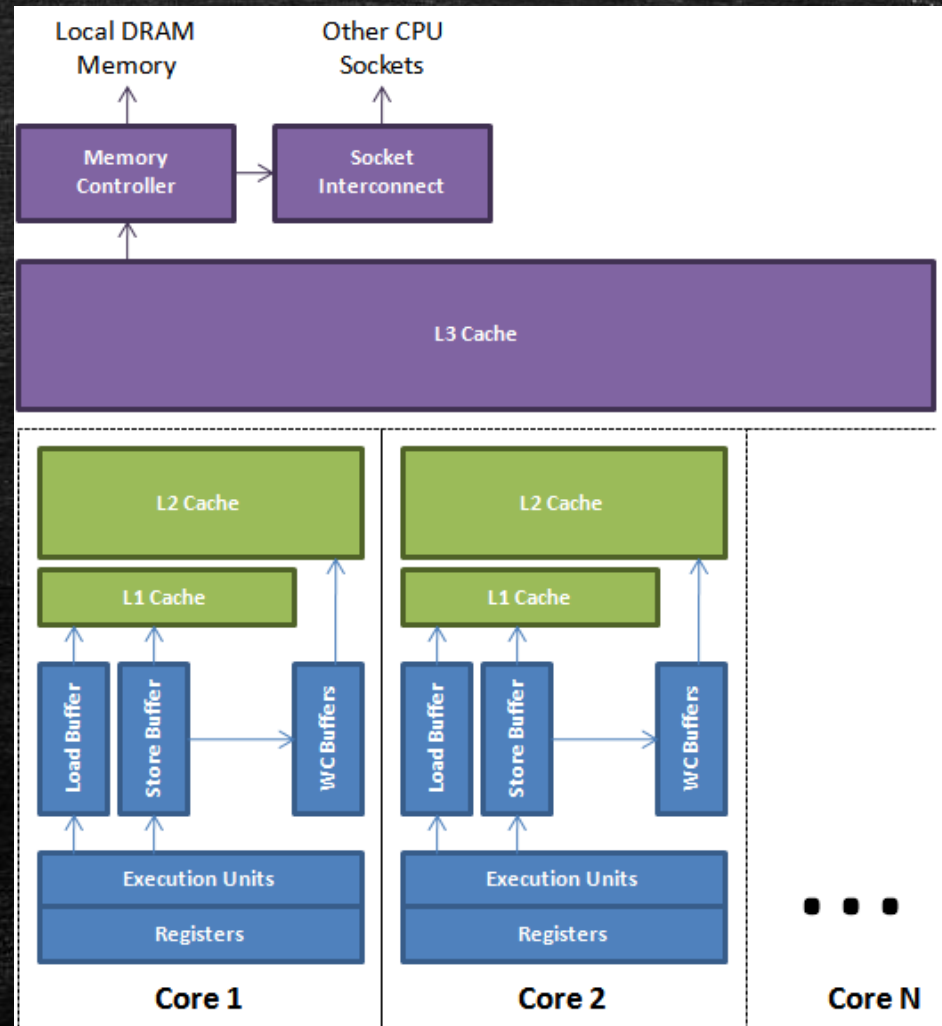 Local DRAM
Memory
Other CPU
Sockets
Memory
Controller
Socket
Interconnect
L3 Cache
L2 Cache
L1 Cache
Load Buffer
Store Buffer
WC Buffers
Execution Units
Registers
Core 1
L2 Cache
L1 Cache
Load Buffer
Store Buffer
WC Buffers
Execution Units
Registers
Core 2
...
Core N